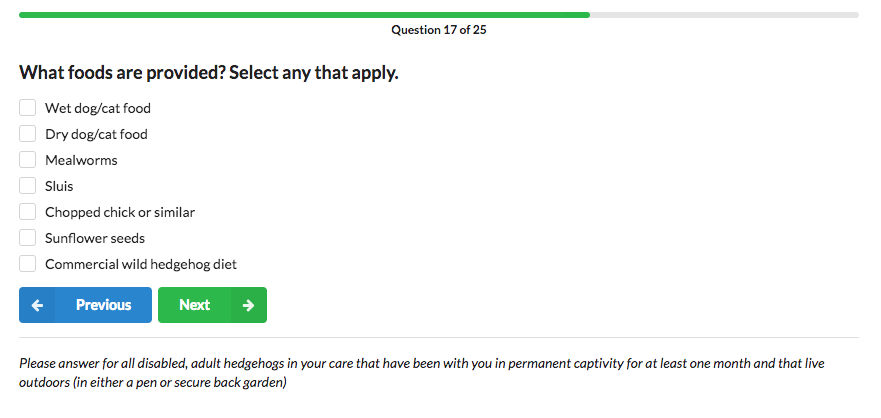 Question 17 of 25
What foods are provided? Select any that apply.
Wet dog/cat food
Dry dog/cat food
Mealworms
Sluis
Chopped chick or similar
Sunflower seeds
Commercial wild hedgehog diet
Previous Next
Please answer for all disabled, adult hedgehogs in your care that have been with you in permanent captivity for at least one month and that live
outdoors (in either a pen or secure back garden)